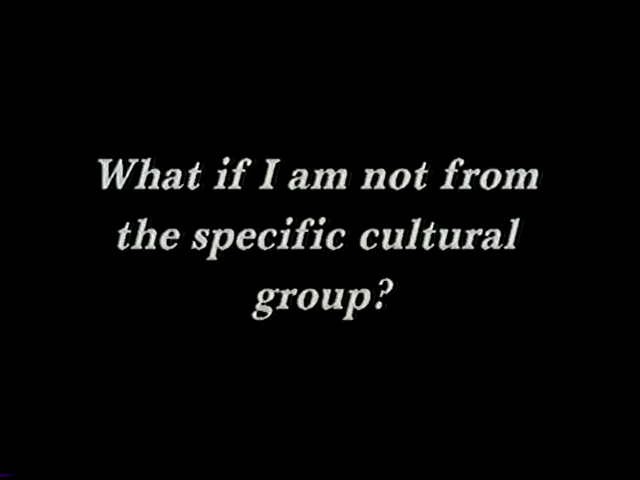 What if I am not from
the specific cultural
group?